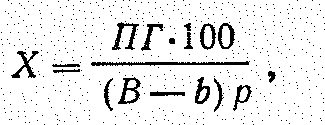 X = ПГ·100 / (B — b) p ,